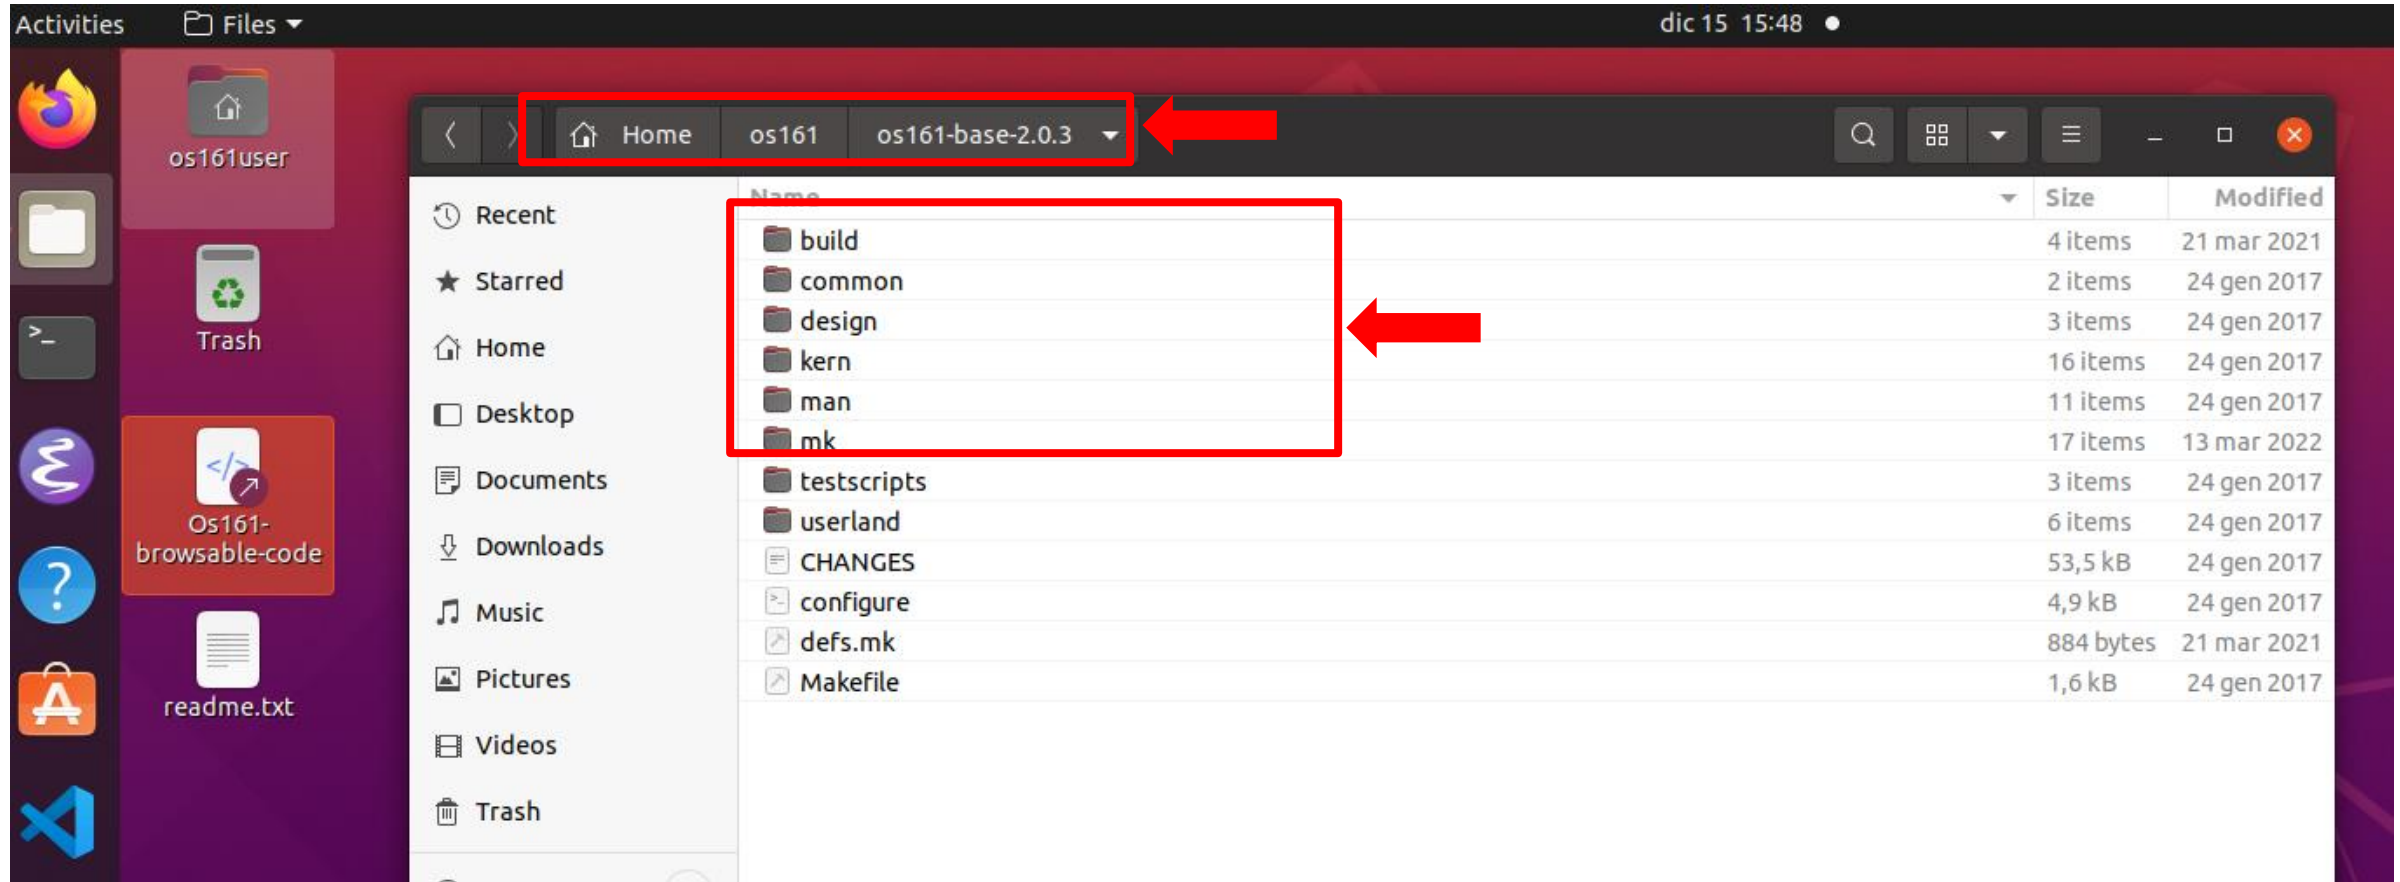 Activities Files dic 15 15:48
os161user
Trash
Os161-
browsable-code
readme.txt
Home os161 os161-base-2.0.3
Recent
Starred
Home
Desktop
Documents
Downloads
Music
Pictures
Videos
Trash
Name Size Modified
build 4 items 21 mar 2021
common 2 items 24 gen 2017
design 3 items 24 gen 2017
kern 16 items 24 gen 2017
man 11 items 24 gen 2017
mk 17 items 13 mar 2022
testscripts 3 items 24 gen 2017
userland 6 items 24 gen 2017
CHANGES 53,5 kB 24 gen 2017
configure 4,9 kB 24 gen 2017
defs.mk 884 bytes 21 mar 2021
Makefile 1,6 kB 24 gen 2017